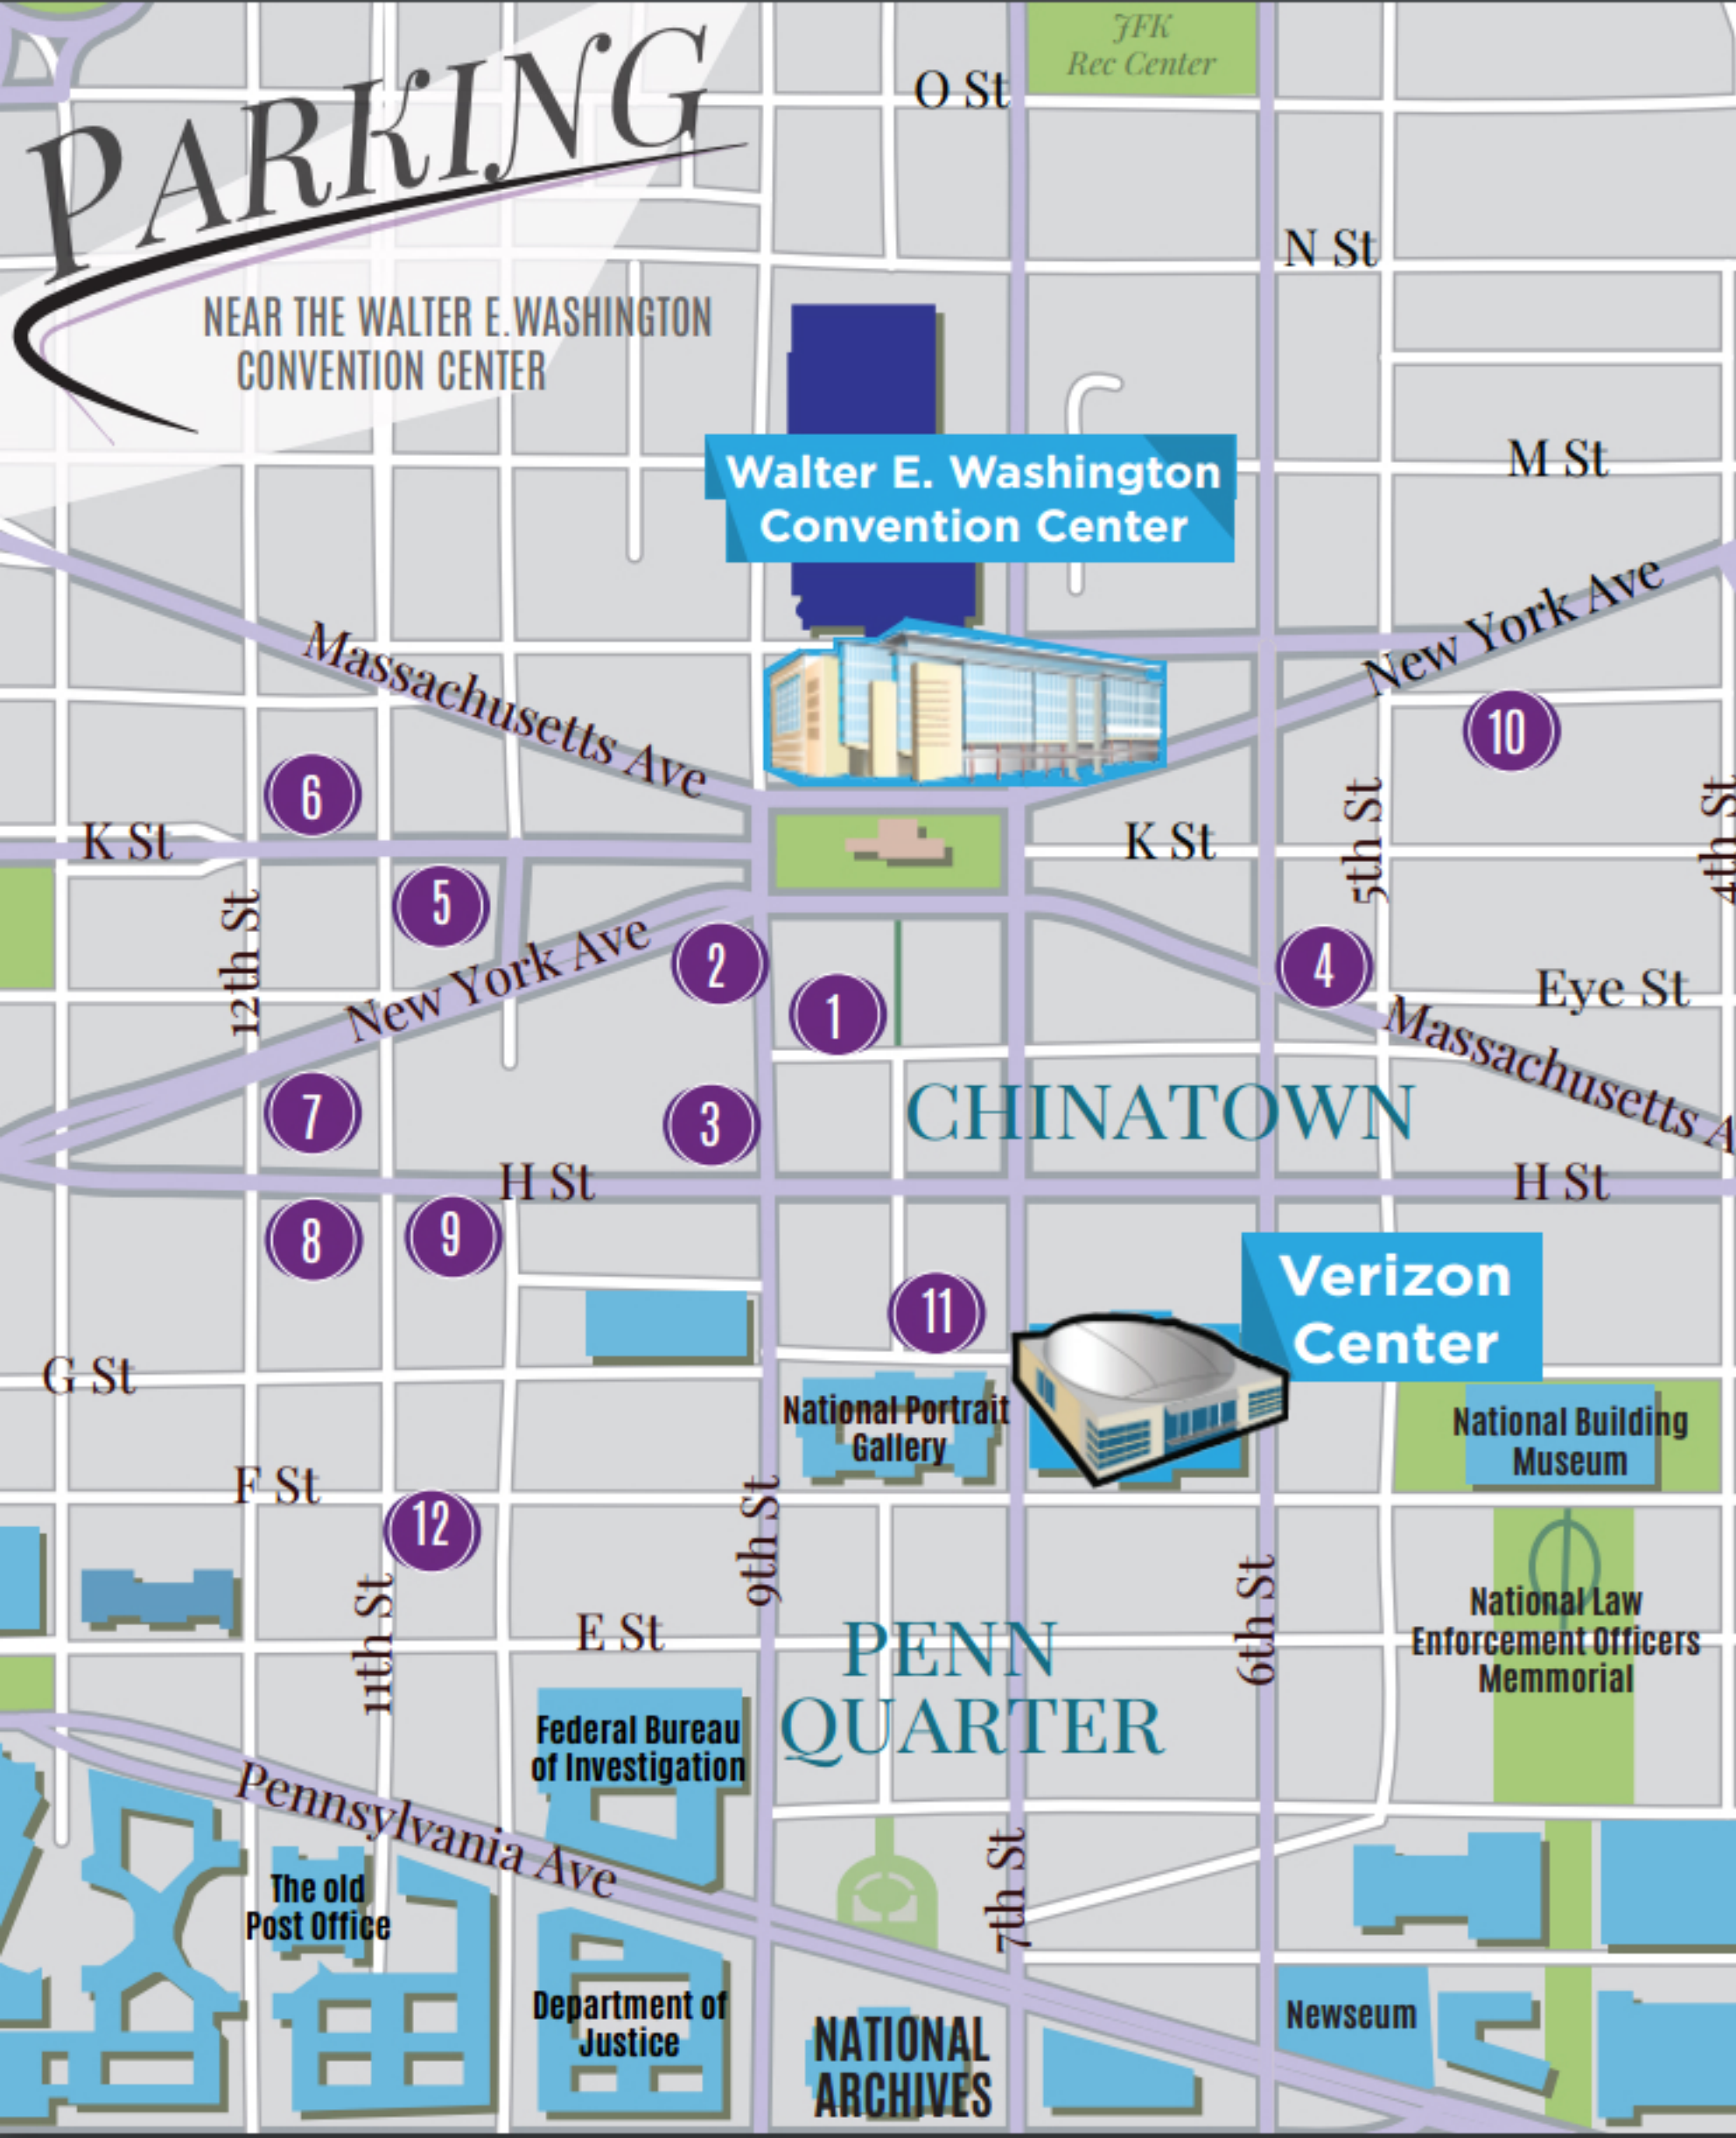 JFK
Rec Center
O St
PARKING
N St
NEAR THE WALTER E.WASHINGTON
CONVENTION CENTER
M St
Walter E. Washington
Convention Center
New York Ave
Massachusetts Ave
10
6
5th St
4th St
K St
K St
5
12th St
New York Ave
2
4
1
Eye St
Massachusetts A
7
3
CHINATOWN
H St
H St
8
9
Verizon
Center
11
G St
National Portrait
Gallery
National Building
Museum
F St
12
9th St
11th St
6th St
E St
PENN
QUARTER
National Law
Enforcement Officers
Memmorial
Federal Bureau
of Investigation
Pennsylvania Ave
7th St
The old
Post Office
Department of
Justice
NATIONAL
ARCHIVES
Newseum